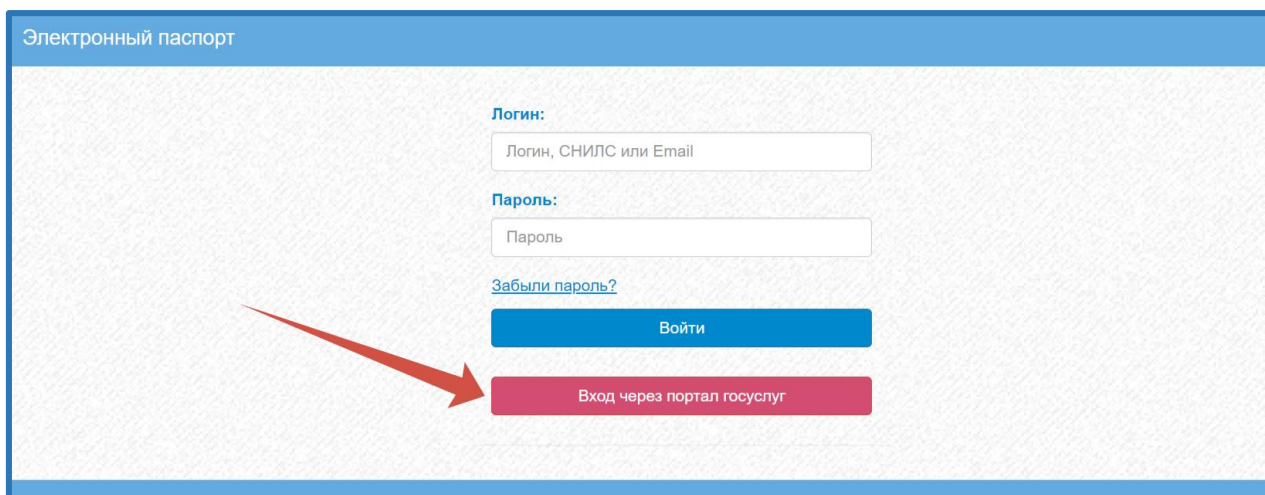 Электронный паспорт
Логин:
Логин, СНИЛС или Email
Пароль:
Пароль
Забыли пароль?
Войти
Вход через портал госуслуг